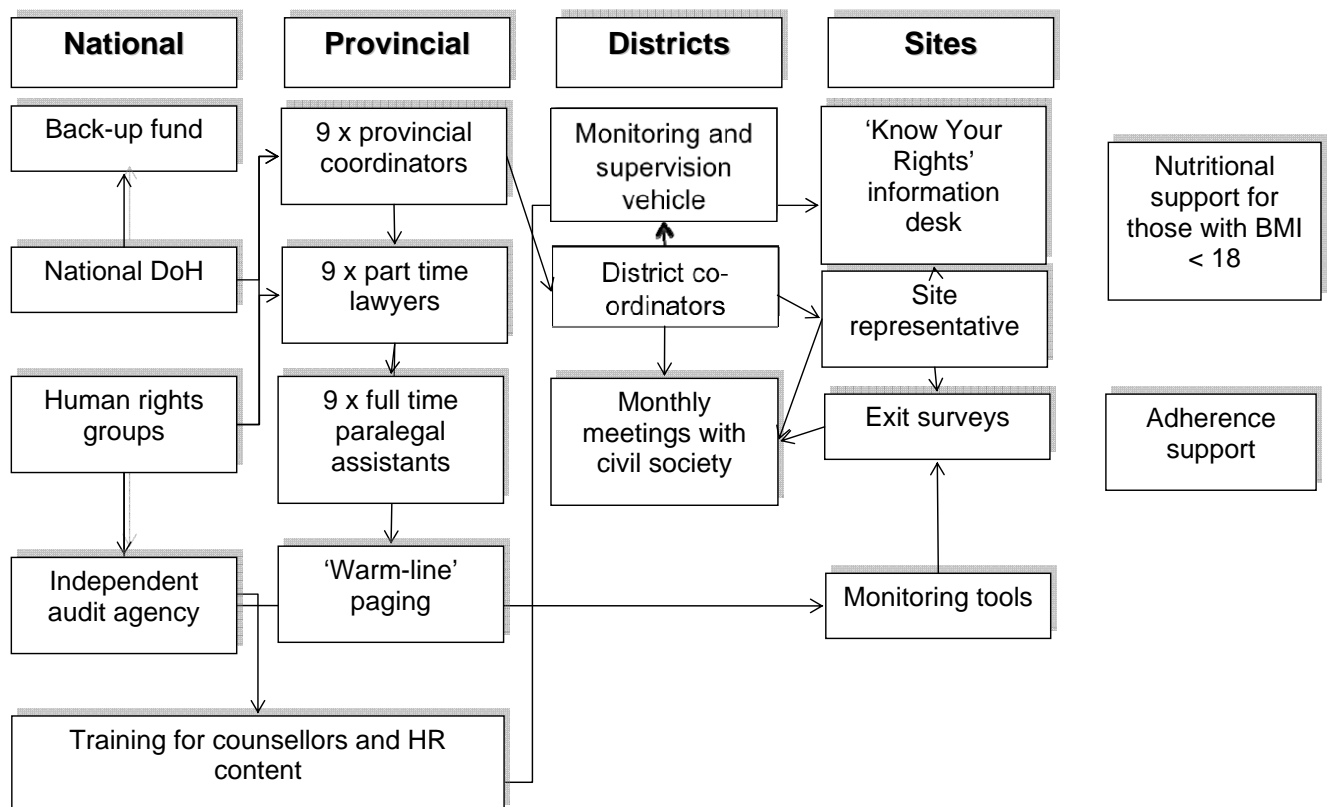 National
Provincial
Districts
Sites
Back-up fund
9 x provincial
coordinators
Monitoring and
supervision
vehicle
‘Know Your
Rights’
information
desk
Nutritional
support for
those with BMI
< 18
National DoH
9 x part time
lawyers
District co-
ordinators
Site
representative
Human rights
groups
9 x full time
paralegal
assistants
Monthly
meetings with
civil society
Exit surveys
Adherence
support
Independent
audit agency
‘Warm-line’
paging
Monitoring tools
Training for counsellors and HR
content